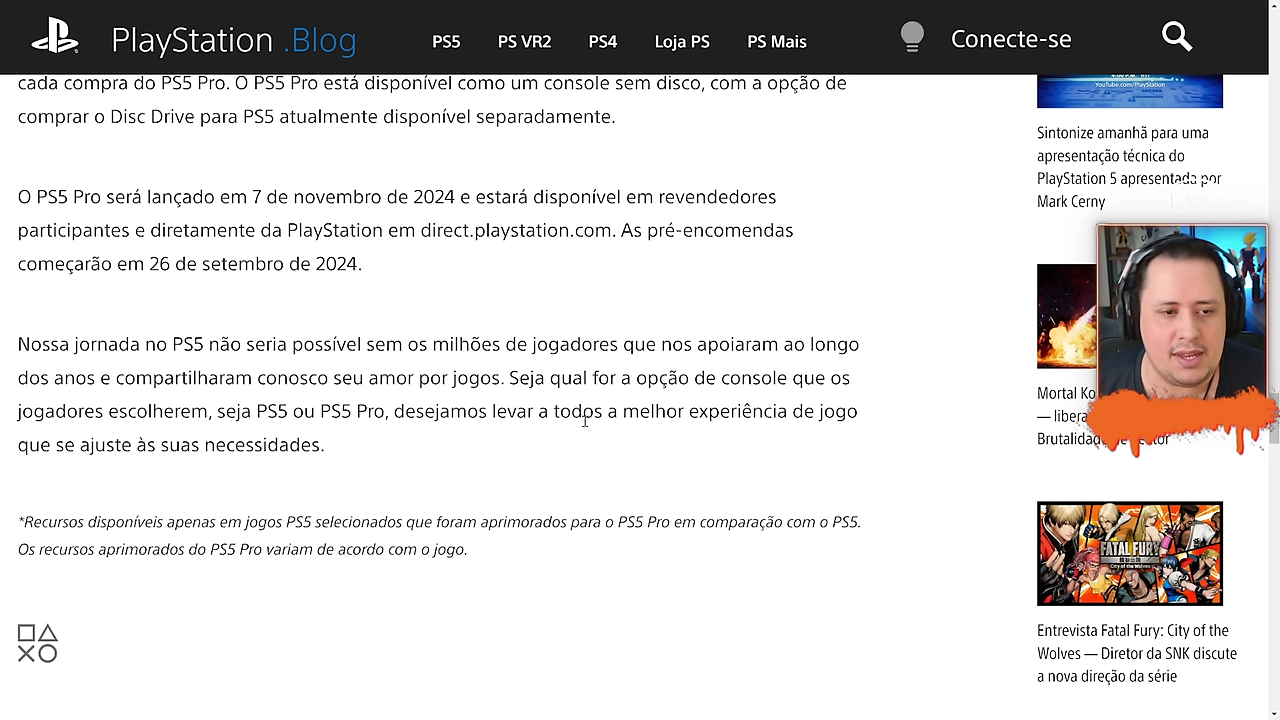 PlayStation .Blog
PS5
PS VR2
PS4
Loja PS
PS Mais
Conecte-se
cada compra do PS5 Pro. O PS5 Pro está disponível como um console sem disco, com a opção de
comprar o Disc Drive para PS5 atualmente disponível separadamente.
O PS5 Pro será lançado em 7 de novembro de 2024 e estará disponível em revendedores
participantes e diretamente da PlayStation em direct.playstation.com. As pré-encomendas
começarão em 26 de setembro de 2024.
Nossa jornada no PS5 não seria possível sem os milhões de jogadores que nos apoiaram ao longo
dos anos e compartilharam conosco seu amor por jogos. Seja qual for a opção de console que os
jogadores escolherem, seja PS5 ou PS5 Pro, desejamos levar a todos a melhor experiência de jogo
que se ajuste às suas necessidades.
*Recursos disponíveis apenas em jogos PS5 selecionados que foram aprimorados para o PS5 Pro em comparação com o PS5.
Os recursos aprimorados do PS5 Pro variam de acordo com o jogo.
YouTube.com/PlayStation
Sintonize amanhã para uma
apresentação técnica do
PlayStation 5 apresentada por
Mark Cerny
Mortal Ko
— libera
Brutalidad
FATAL FURY
City of the Wolves
Entrevista Fatal Fury: City of the
Wolves — Diretor da SNK discute
a nova direção da série